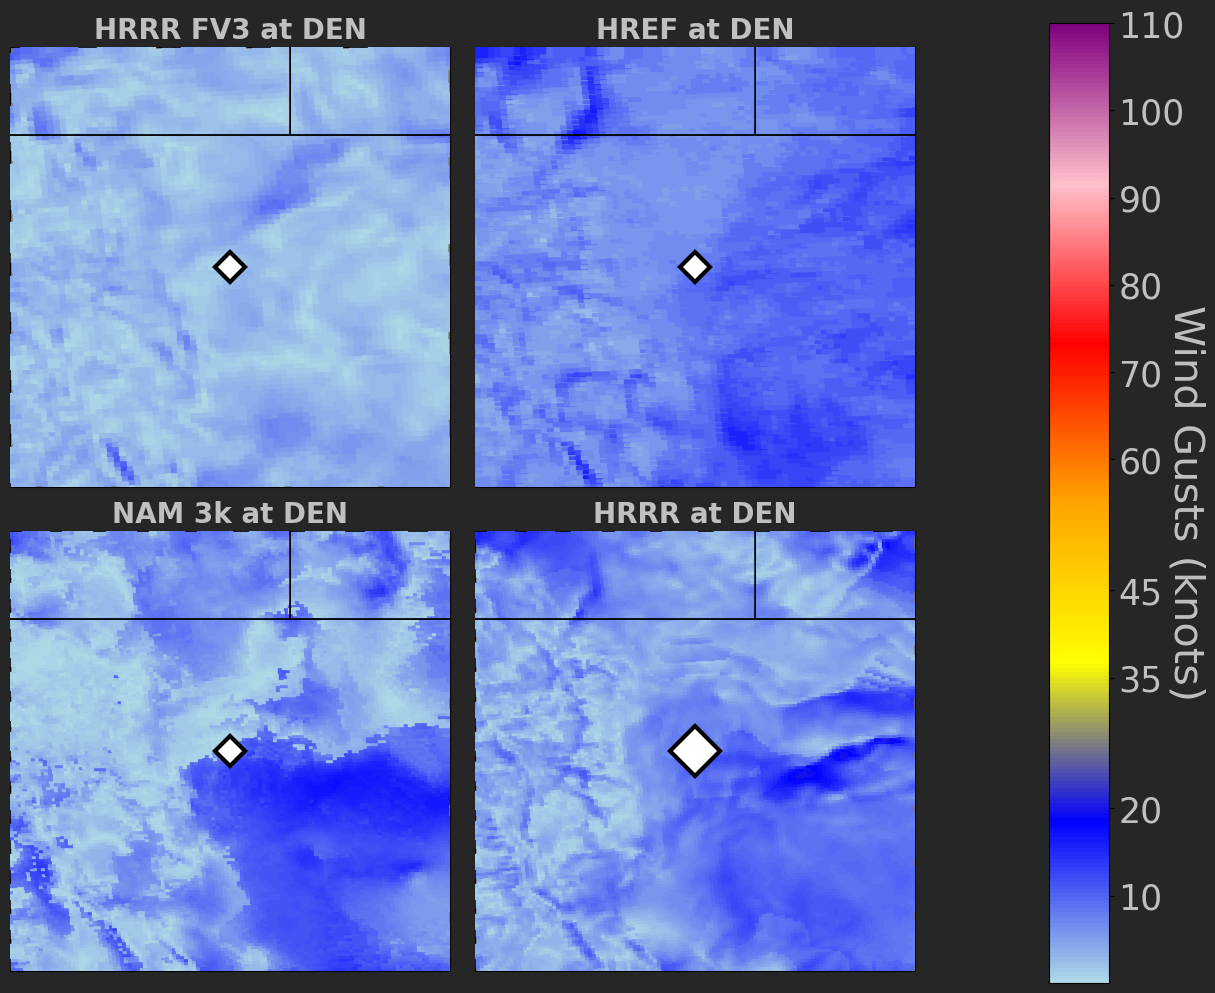 HRRR FV3 at DEN
HREF at DEN
NAM 3k at DEN
HRRR at DEN
110
100
90
80
70
60
45
35
20
10
Wind Gusts (knots)